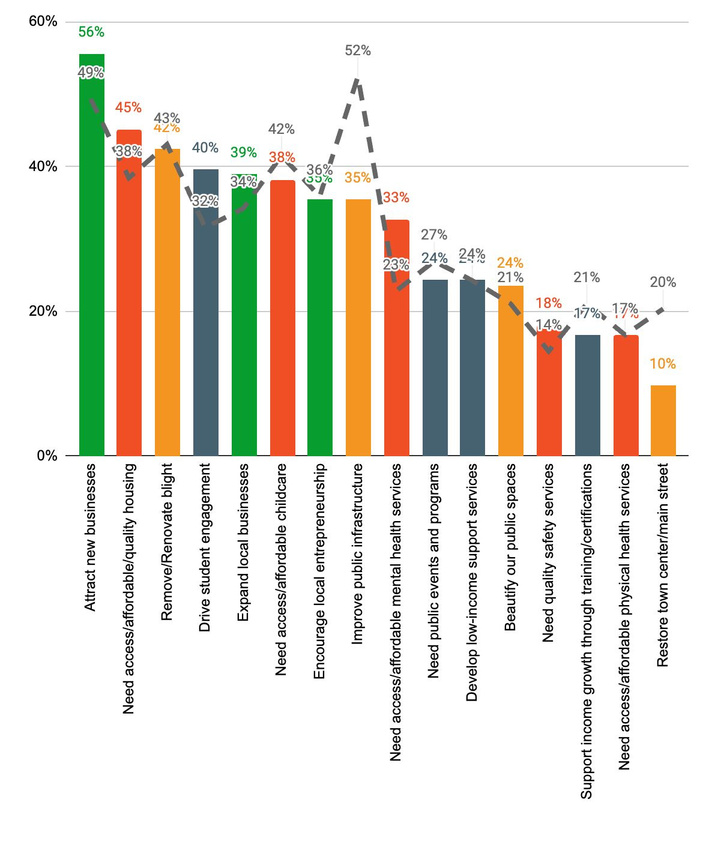 60%
40%
20%
0%
56%
49%
45%
38%
43%
42%
40%
32%
39%
34%
42%
38%
36%
35%
52%
35%
33%
23%
27%
24%
24%
24%
21%
18%
14%
21%
17%
17%
17%
20%
10%
Attract new businesses
Need access/affordable/quality housing
Remove/Renovate blight
Drive student engagement
Expand local businesses
Need access/affordable childcare
Encourage local entrepreneurship
Improve public infrastructure
Need access/affordable mental health services
Need public events and programs
Develop low-income support services
Beautify our public spaces
Need quality safety services
Support income growth through training/certifications
Need access/affordable physical health services
Restore town center/main street